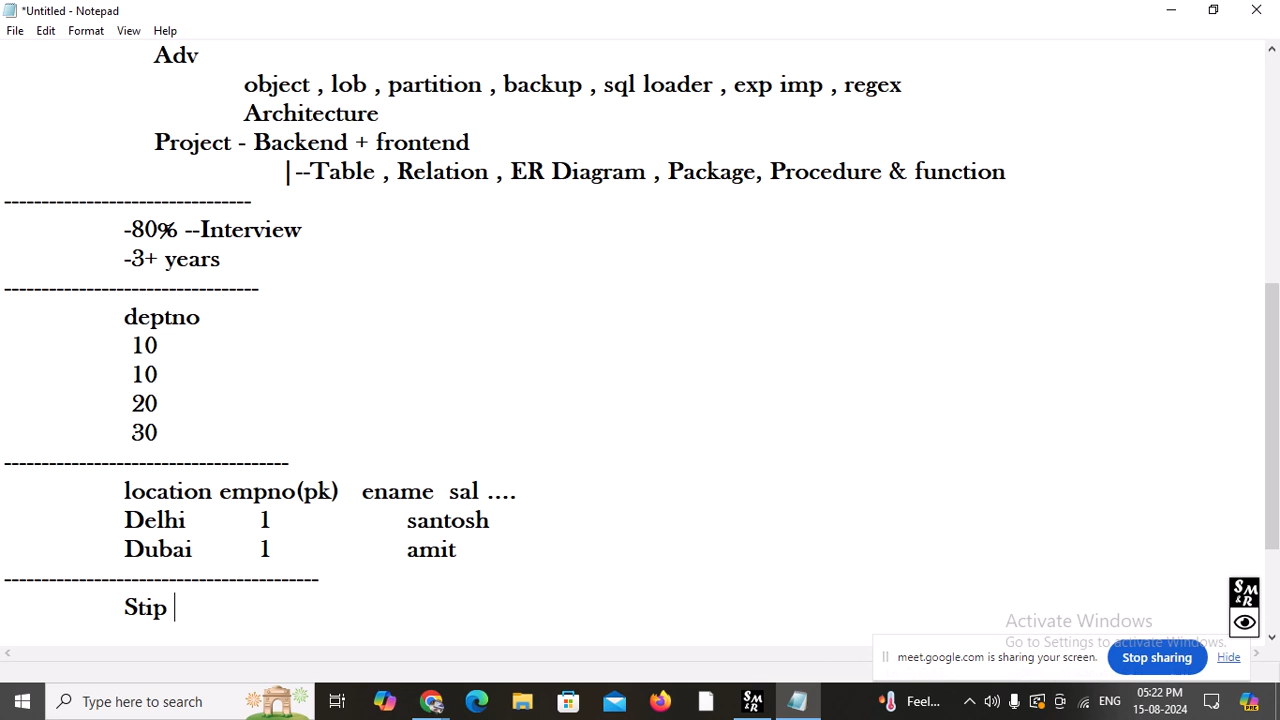 *Untitled - Notepad
File Edit Format View Help
Adv
object , lob , partition , backup , sql loader , exp imp , regex
Architecture
Project - Backend + frontend
|--Table , Relation , ER Diagram , Package, Procedure & function
---------------------------------
-80% --Interview
-3+ years
----------------------------------
deptno
10
10
20
30
--------------------------------------
location empno(pk) ename sal ....
Delhi 1 santosh
Dubai 1 amit
------------------------------------------
Stip
SM&R
Activate Windows
Go to Settings to activate Windows.
meet.google.com is sharing your screen. Stop sharing Hide
Type here to search
SM&R
Feel... ENG 05:22 PM
15-08-2024
PRE